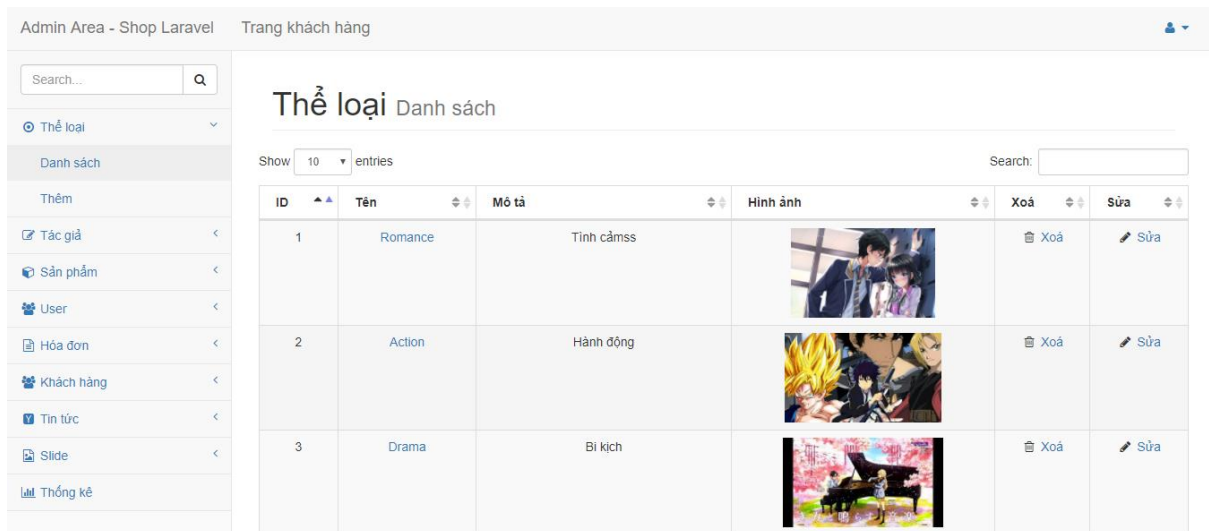 Admin Area - Shop Laravel Trang khách hàng
Search...
Thể loại
Danh sách
Thêm
Tác giả
Sản phẩm
User
Hóa đơn
Khách hàng
Tin tức
Slide
Thống kê
Thể loại Danh sách
Show 10 entries Search:
ID Tên Mô tả Hình ảnh Xoá Sửa
1 Romance Tình cảmss Xoá Sửa
2 Action Hành động Xoá Sửa
3 Drama Bi kịch Xoá Sửa